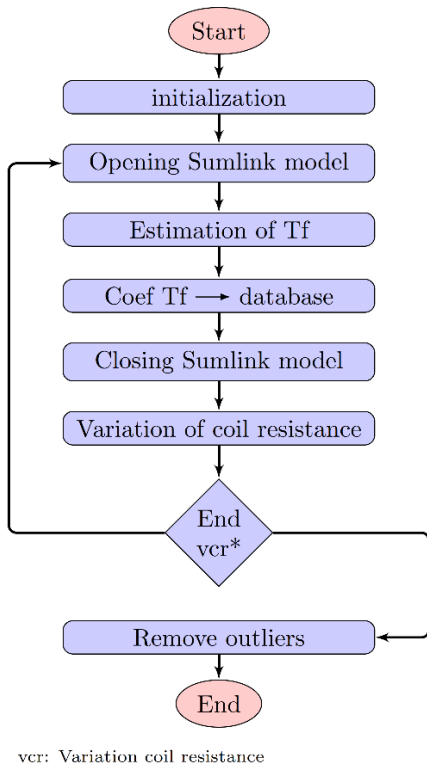 Start
initialization
Opening Sumlink model
Estimation of Tf
Coef Tf ⟶ database
Closing Sumlink model
Variation of coil resistance
End
vcr*
Remove outliers
End
vcr: Variation coil resistance